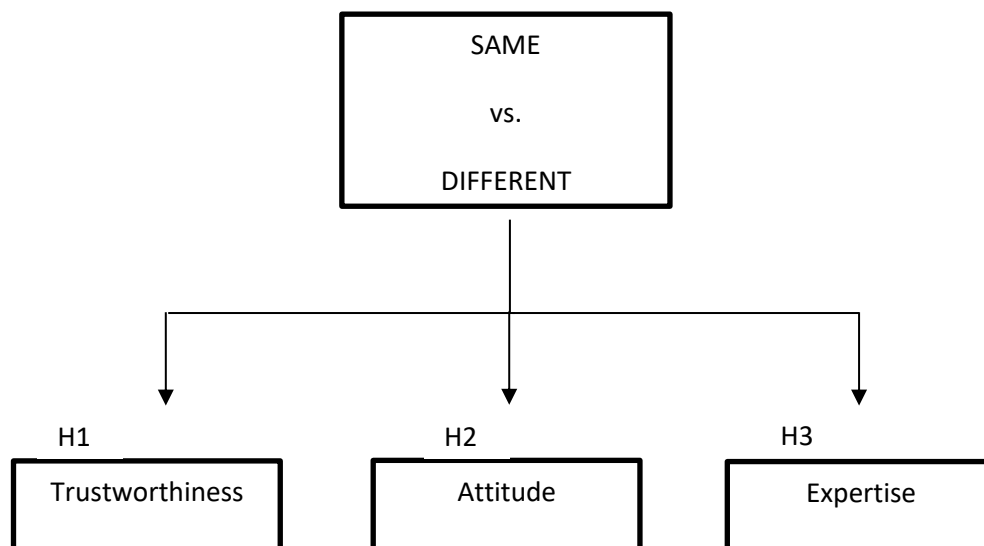 SAME
vs.
DIFFERENT
H1
H2
H3
Trustworthiness
Attitude
Expertise